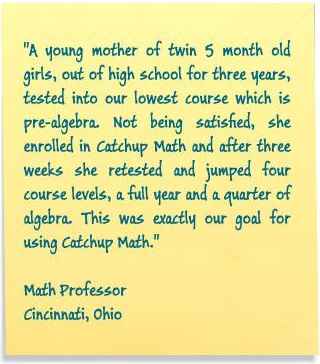 "A young mother of twin 5 month old
girls, out of high school for three years,
tested into our lowest course which is
pre-algebra. Not being satisfied, she
enrolled in Catchup Math and after three
weeks she retested and jumped four
course levels, a full year and a quarter of
algebra. This was exactly our goal for
using Catchup Math."
Math Professor
Cincinnati, Ohio